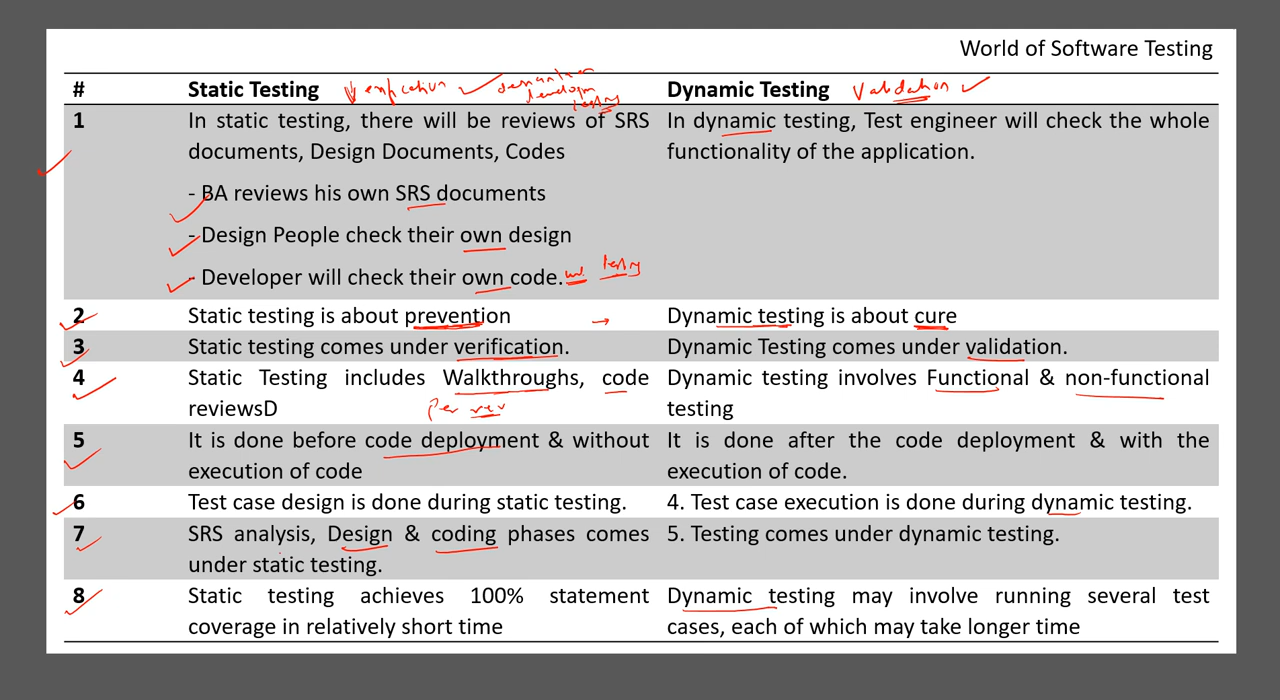 World of Software Testing
# Static Testing Verification Dynamic Testing Validation
testing
1 In static testing, there will be reviews of SRS In dynamic testing, Test engineer will check the whole
documents, Design Documents, Codes functionality of the application.
- BA reviews his own SRS documents
- Design People check their own design
- Developer will check their own code. unit testing
2 Static testing is about prevention → Dynamic testing is about cure
3 Static testing comes under verification. Dynamic Testing comes under validation.
4 Static Testing includes Walkthroughs, code Dynamic testing involves Functional & non-functional
reviewsD testing
5 It is done before code deployment & without It is done after the code deployment & with the
execution of code execution of code.
6 Test case design is done during static testing. 4. Test case execution is done during dynamic testing.
7 SRS analysis, Design & coding phases comes 5. Testing comes under dynamic testing.
under static testing.
8 Static testing achieves 100% statement Dynamic testing may involve running several test
coverage in relatively short time cases, each of which may take longer time